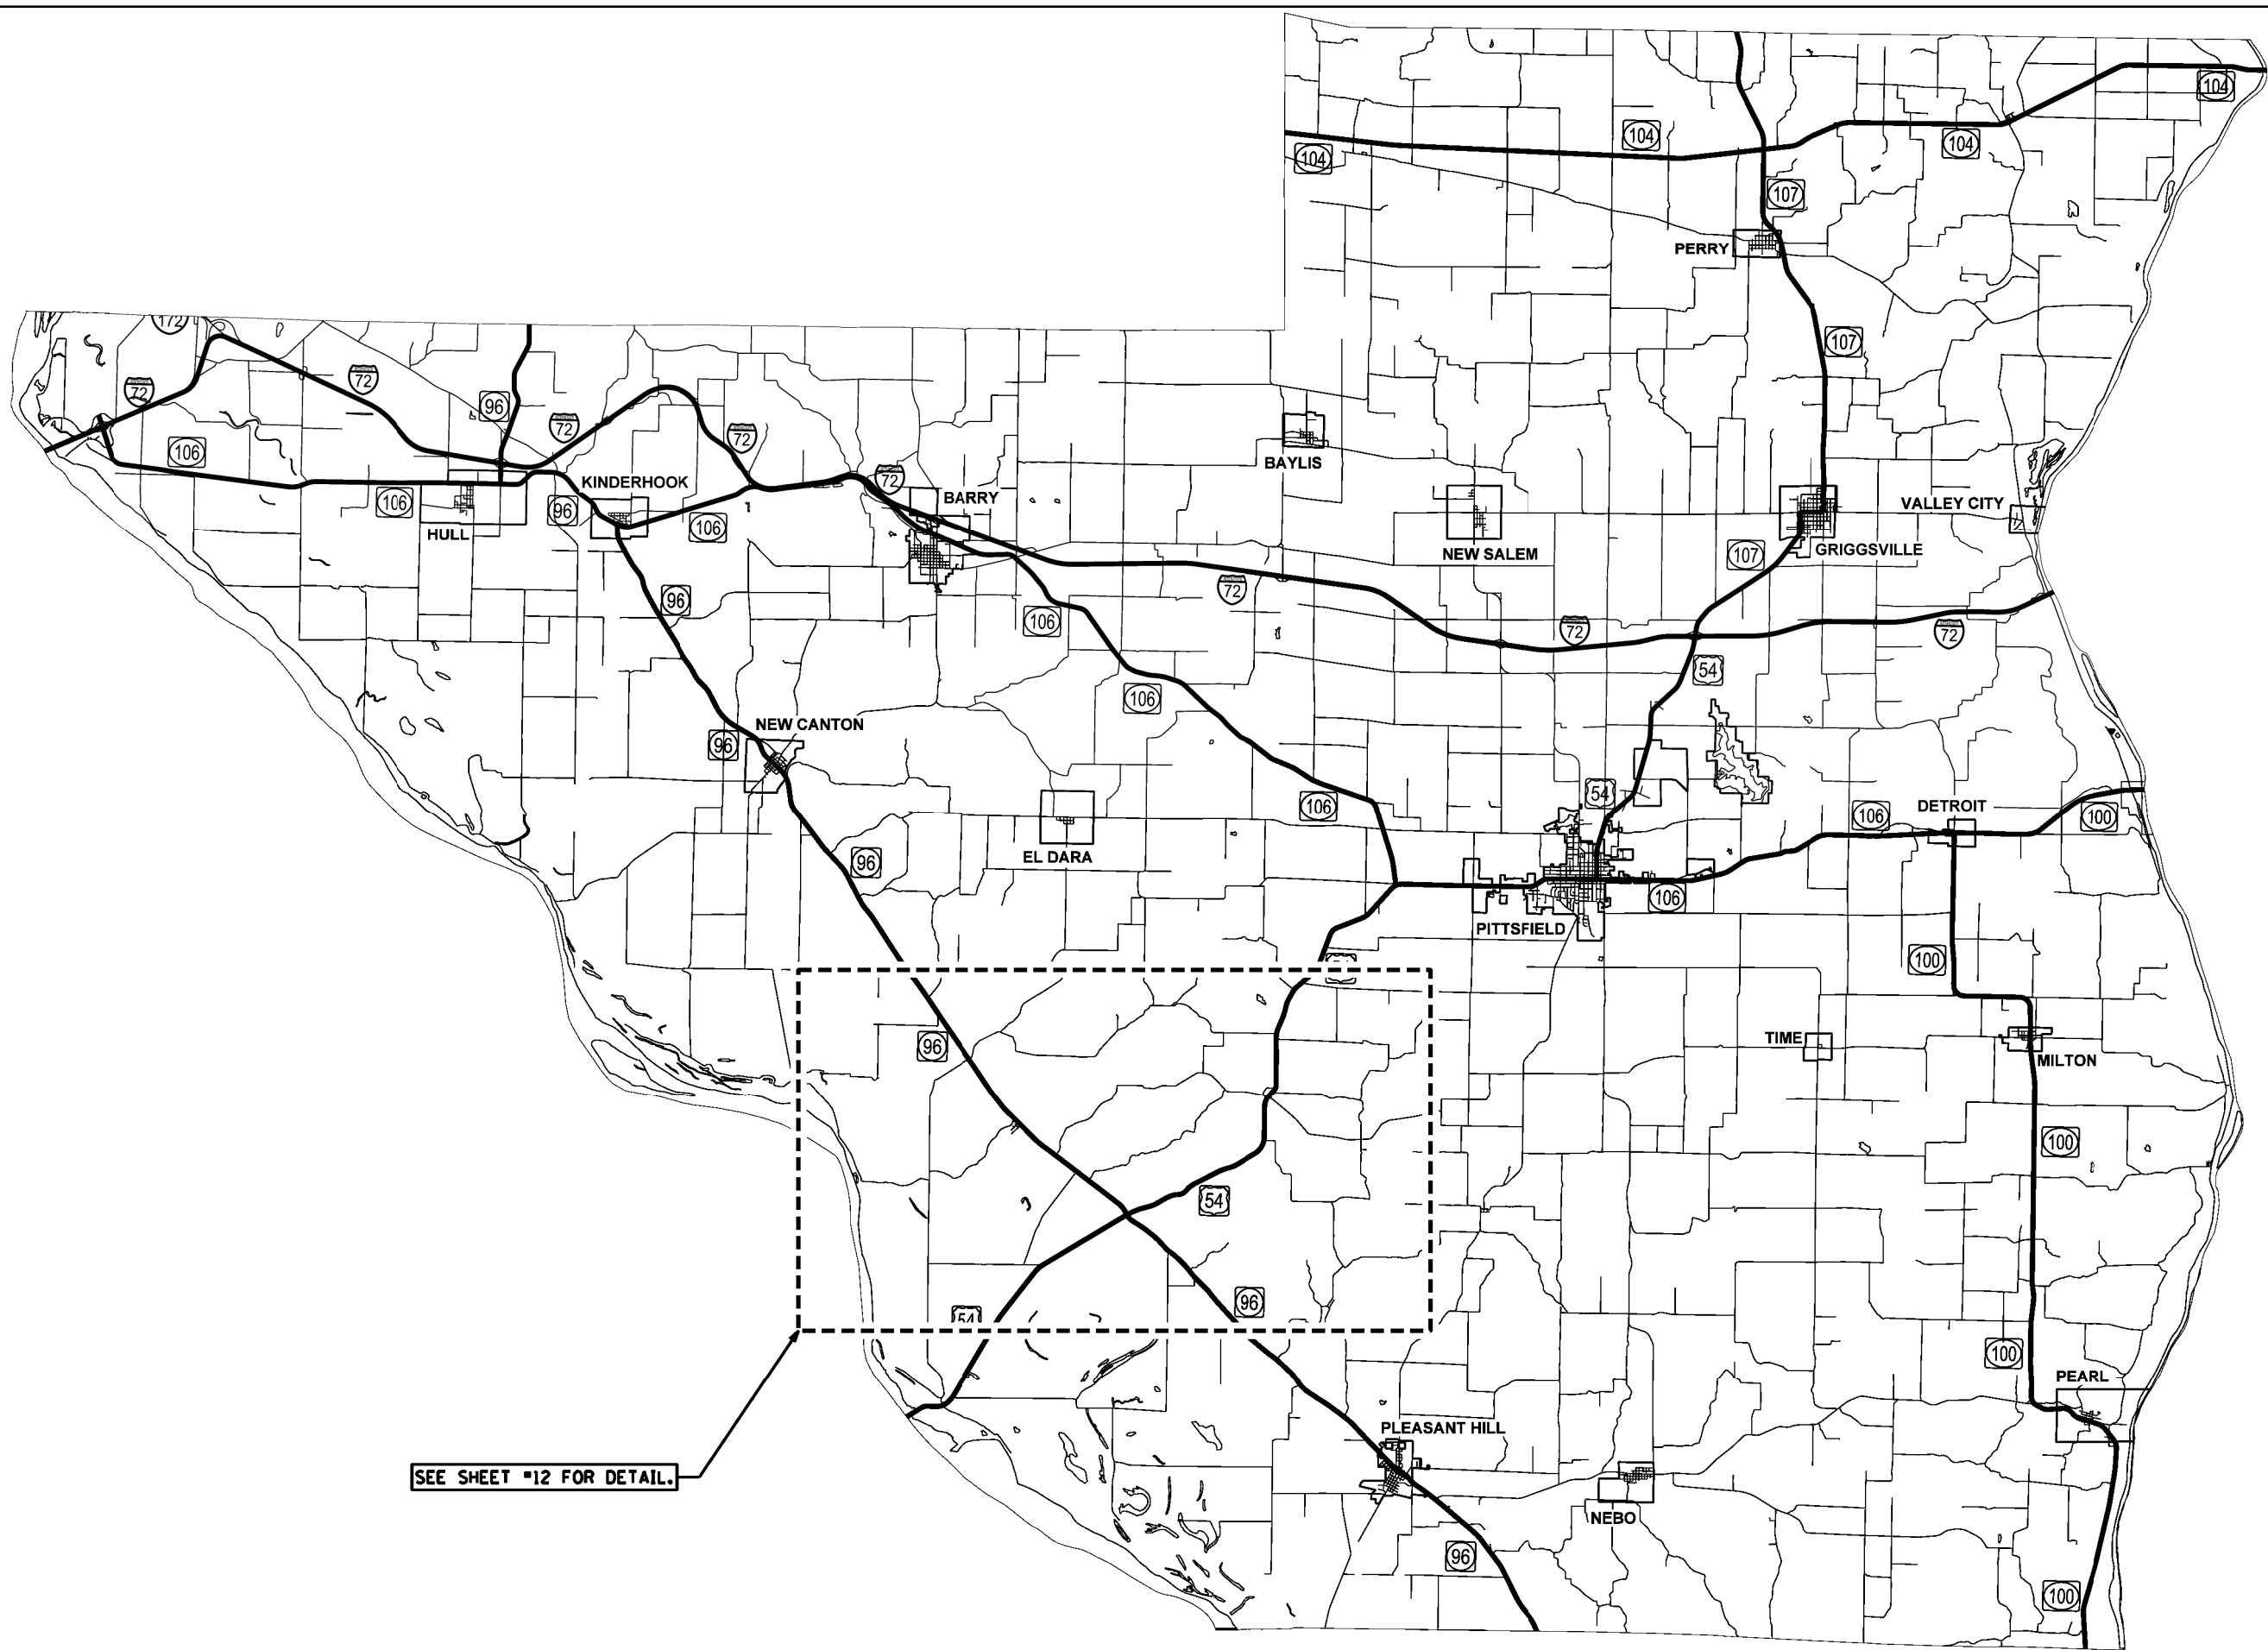 104
104
104
104
107
PERRY
172
107
72
72
96
72
72
106
BAYLIS
KINDERHOOK
72
BARRY
106
96
106
HULL
VALLEY CITY
NEW SALEM
107
GRIGGSVILLE
72
96
106
72
72
54
106
NEW CANTON
96
54
106
DETROIT
106
100
EL DARA
96
106
PITTSFIELD
100
96
TIME
MILTON
100
54
96
54
100
PEARL
PLEASANT HILL
SEE SHEET "12 FOR DETAIL.
NEBO
96
100